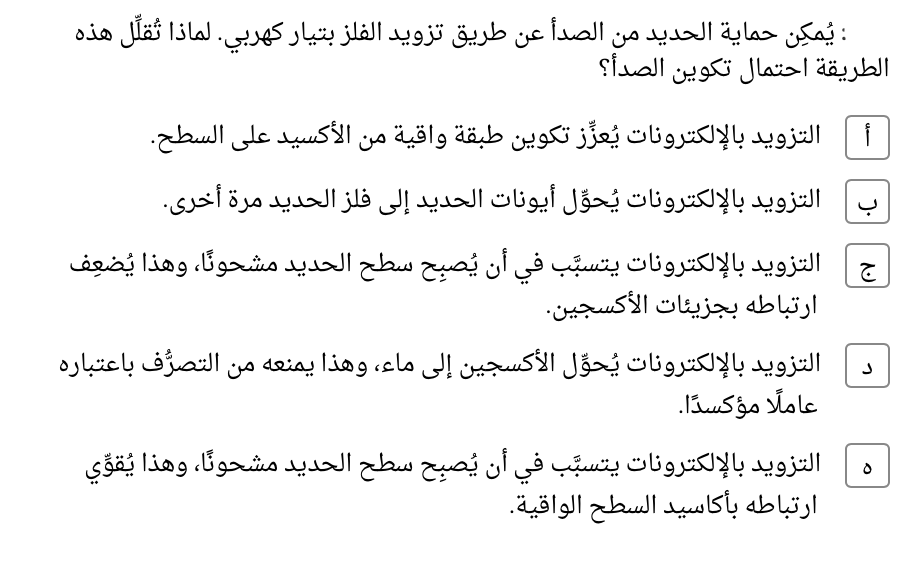 : يُمكِن حماية الحديد من الصدأ عن طريق تزويد الفلز بتيار كهربي. لماذا تُقلِّل هذه
الطريقة احتمال تكوين الصدأ؟
أ التزويد بالإلكترونات يُعزِّز تكوين طبقة واقية من الأكسيد على السطح.
ب التزويد بالإلكترونات يُحوِّل أيونات الحديد إلى فلز الحديد مرة أخرى.
ج التزويد بالإلكترونات يتسبَّب في أن يُصبِح سطح الحديد مشحونًا، وهذا يُضعِف
ارتباطه بجزيئات الأكسجين.
د التزويد بالإلكترونات يُحوِّل الأكسجين إلى ماء، وهذا يمنعه من التصرُّف باعتباره
عاملًا مؤكسدًا.
ه التزويد بالإلكترونات يتسبَّب في أن يُصبِح سطح الحديد مشحونًا، وهذا يُقوِّي
ارتباطه بأكاسيد السطح الواقية.